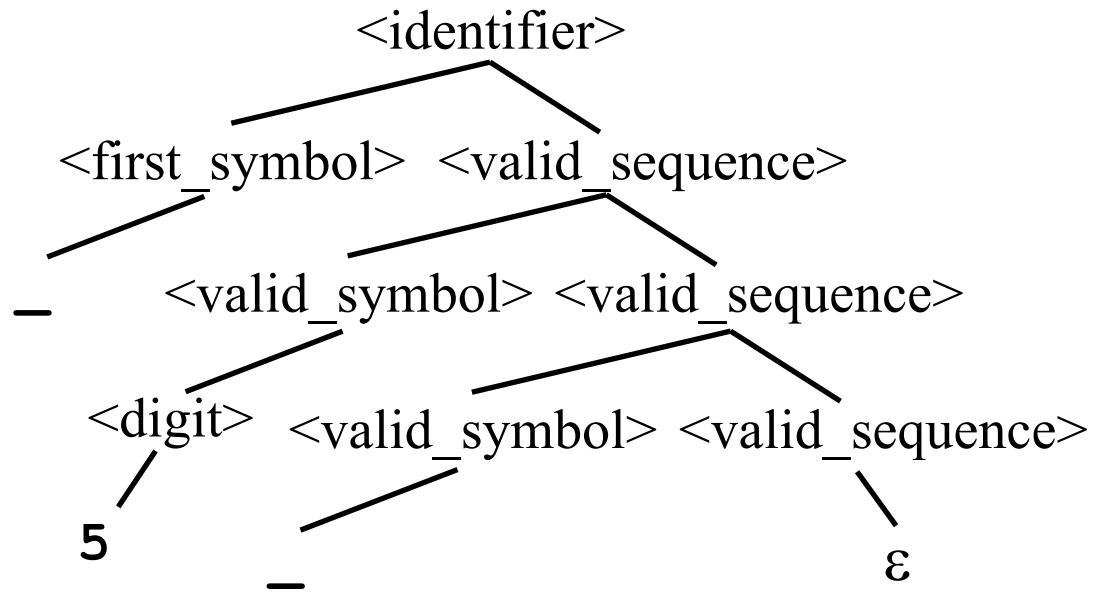 <identifier>
<first_symbol> <valid_sequence>
_ <valid_symbol> <valid_sequence>
<digit> <valid_symbol> <valid_sequence>
5 _ ε